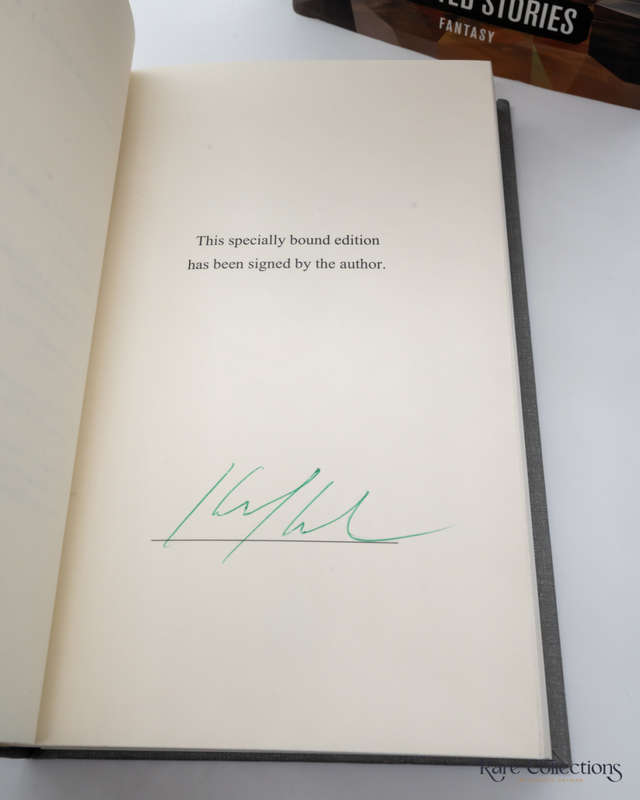 STORIES
FANTASY
This specially bound edition
has been signed by the author.
Rare Collections